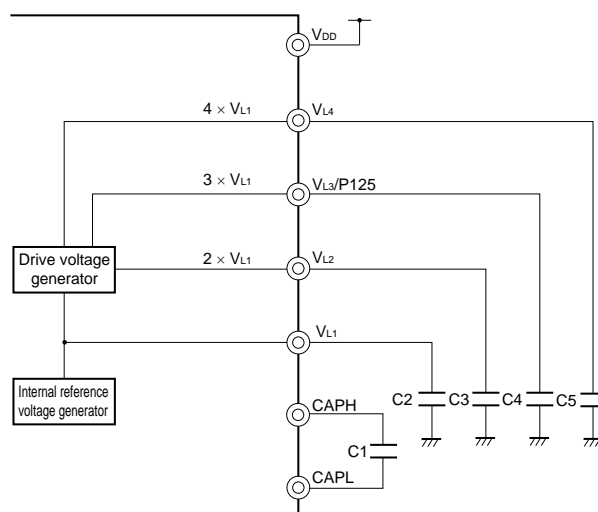 VDD
4 × VL1
VL4
3 × VL1
VL3/P125
Drive voltage
generator
2 × VL1
VL2
VL1
Internal reference
voltage generator
C2
C3
C4
C5
CAPH
C1
CAPL